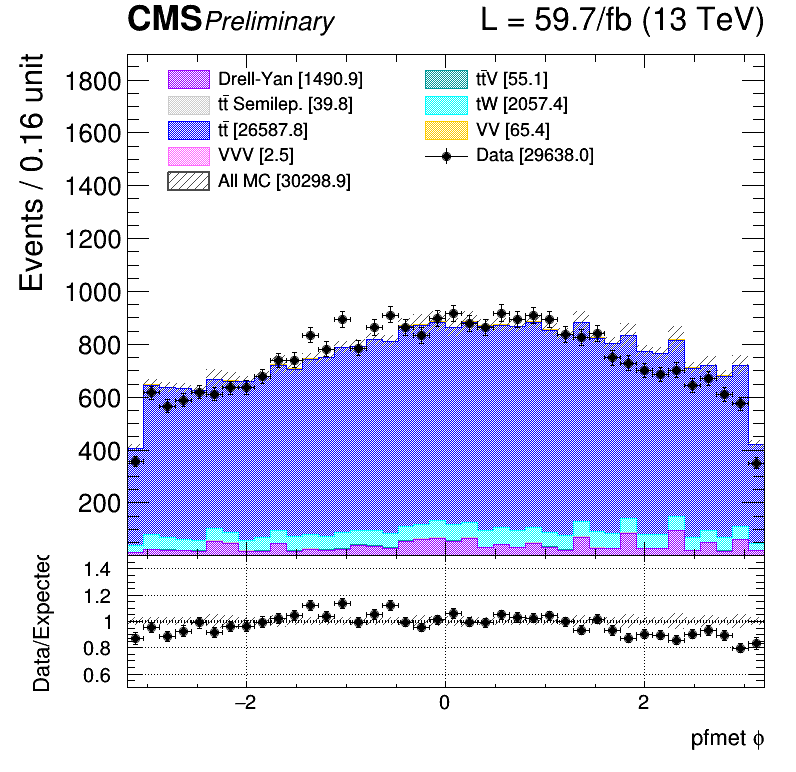 CMS Preliminary L = 59.7/fb (13 TeV)
Events / 0.16 unit
1800
1600
1400
1200
1000
800
600
400
200
Drell-Yan [1490.9]
tt̄ Semilep. [39.8]
tt̄ [26587.8]
VVV [2.5]
All MC [30298.9]
tt̄V [55.1]
tW [2057.4]
VV [65.4]
Data [29638.0]
Data/Expected
1.4
1.2
1
0.8
0.6
−2 0 2
pfmet ϕ